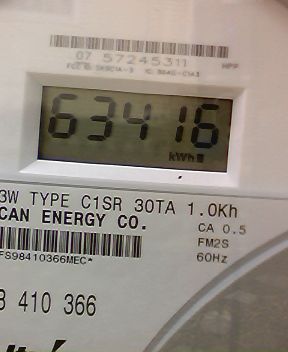 07 57245311 HPP
63416
kWh
3W TYPE C1SR 30TA 1.0Kh
CAN ENERGY CO. CA 0.5
FM2S
FS98410366MEC* 60Hz
410 366